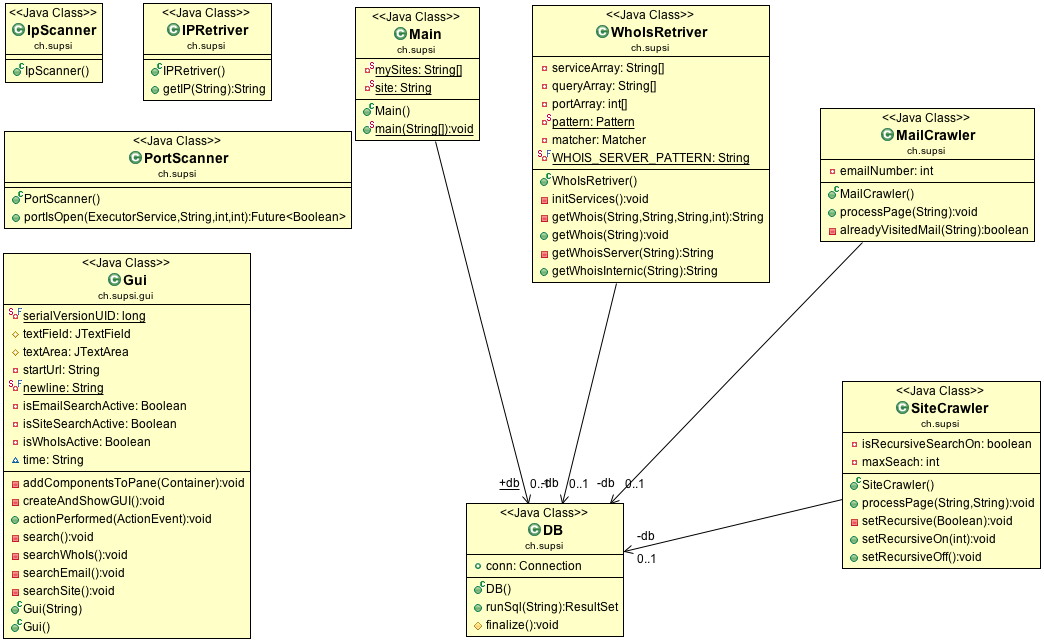 <<Java Class>>
IpScanner
ch.supsi
IpScanner()
<<Java Class>>
IPRetriver
ch.supsi
IPRetriver()
getIP(String):String
<<Java Class>>
Main
ch.supsi
mySites: String[]
site: String
Main()
main(String[]):void
<<Java Class>>
WhoIsRetriver
ch.supsi
serviceArray: String[]
queryArray: String[]
portArray: int[]
pattern: Pattern
matcher: Matcher
WHOIS_SERVER_PATTERN: String
WhoIsRetriver()
initServices():void
getWhois(String,String,String,int):String
getWhois(String):void
getWhoisServer(String):String
getWhoisInternic(String):String
<<Java Class>>
MailCrawler
ch.supsi
emailNumber: int
MailCrawler()
processPage(String):void
alreadyVisitedMail(String):boolean
<<Java Class>>
PortScanner
ch.supsi
PortScanner()
portIsOpen(ExecutorService,String,int,int):Future<Boolean>
<<Java Class>>
Gui
ch.supsi.gui
serialVersionUID: long
textField: JTextField
textArea: JTextArea
startUrl: String
newline: String
isEmailSearchActive: Boolean
isSiteSearchActive: Boolean
isWhoIsActive: Boolean
time: String
addComponentsToPane(Container):void
createAndShowGUI():void
actionPerformed(ActionEvent):void
search():void
searchWhoIs():void
searchEmail():void
searchSite():void
Gui(String)
Gui()
<<Java Class>>
SiteCrawler
ch.supsi
isRecursiveSearchOn: boolean
maxSeach: int
SiteCrawler()
processPage(String,String):void
setRecursive(Boolean):void
setRecursiveOn(int):void
setRecursiveOff():void
+db
0..1
-db
0..1
-db
0..1
-db
0..1
<<Java Class>>
DB
ch.supsi
conn: Connection
DB()
runSql(String):ResultSet
finalize():void